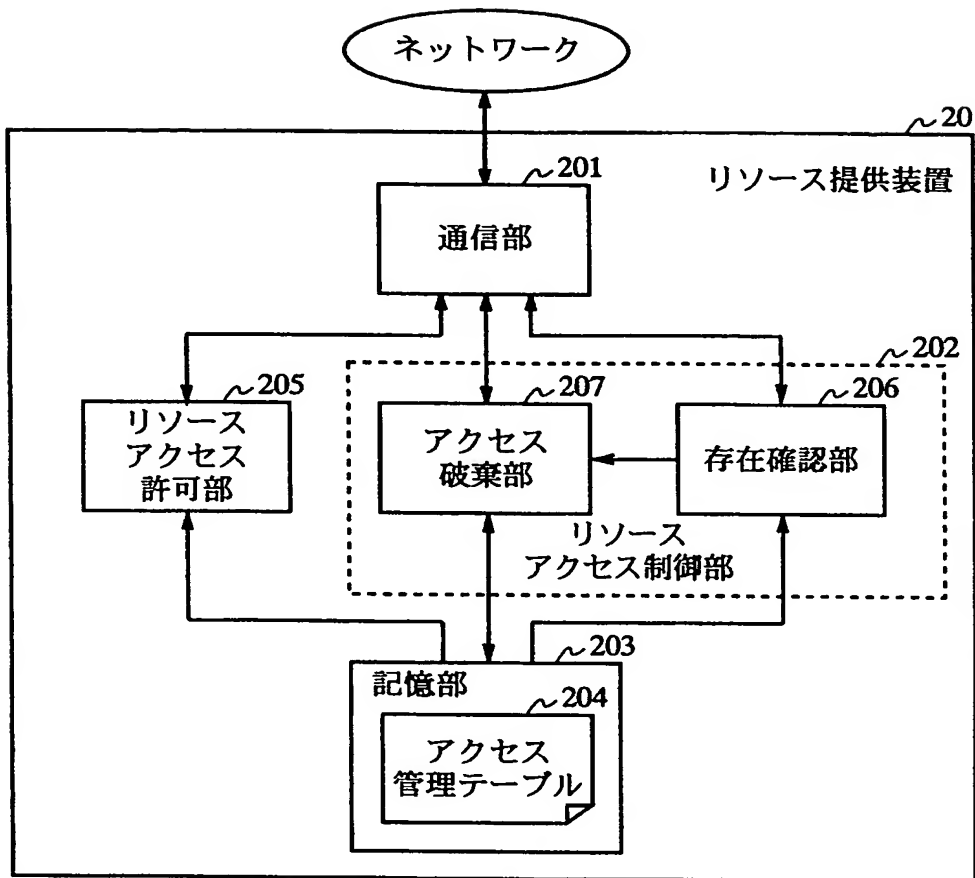 ネットワーク
20
リソース提供装置
201
通信部
202
205
リソース
アクセス
許可部
207
アクセス
破棄部
206
存在確認部
リソース
アクセス制御部
203
記憶部
204
アクセス
管理テーブル